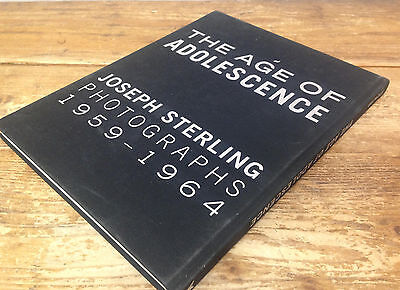 THE AGE OF
ADOLESCENCE
JOSEPH STERLING
PHOTOGRAPHS
1959–1964